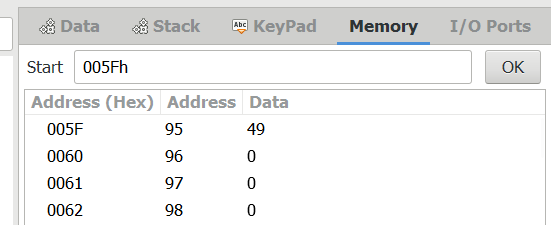 Data Stack KeyPad Memory I/O Ports
Start 005Fh OK
Address (Hex) Address Data
005F 95 49
0060 96 0
0061 97 0
0062 98 0